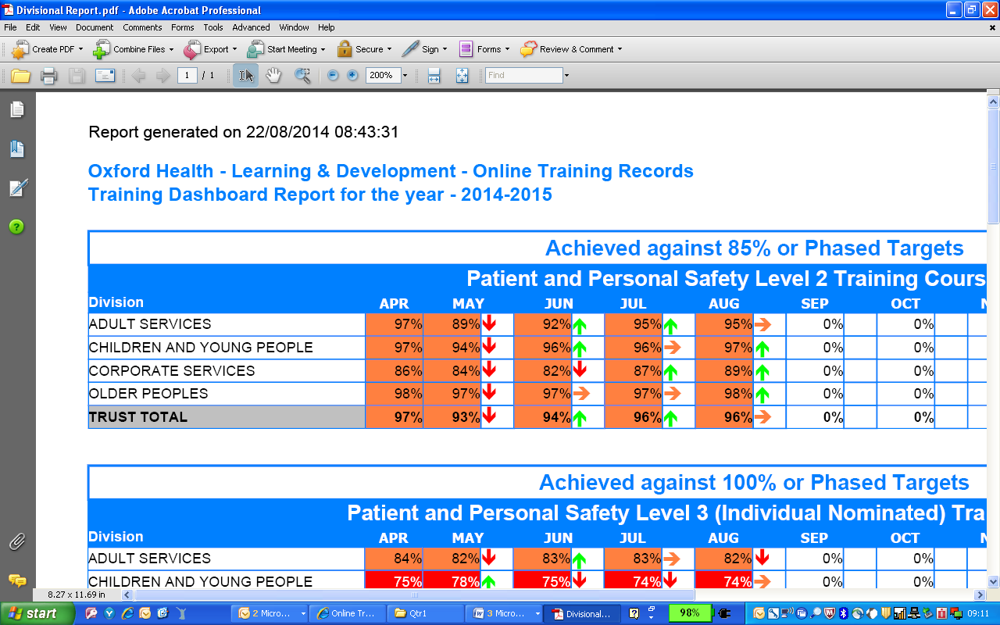 Divisional Report.pdf - Adobe Acrobat Professional
File Edit View Document Comments Forms Tools Advanced Window Help
Create PDF Combine Files Export Start Meeting Secure Sign Forms Review & Comment
1 / 1 200% Find
Report generated on 22/08/2014 08:43:31
Oxford Health - Learning & Development - Online Training Records
Training Dashboard Report for the year - 2014-2015
Achieved against 85% or Phased Targets
Patient and Personal Safety Level 2 Training Cours
Division APR MAY JUN JUL AUG SEP OCT N
ADULT SERVICES 97% 89% 92% 95% 95% 0% 0%
CHILDREN AND YOUNG PEOPLE 97% 94% 96% 96% 97% 0% 0%
CORPORATE SERVICES 86% 84% 82% 87% 89% 0% 0%
OLDER PEOPLES 98% 97% 97% 97% 98% 0% 0%
TRUST TOTAL 97% 93% 94% 96% 96% 0% 0%
Achieved against 100% or Phased Targets
Patient and Personal Safety Level 3 (Individual Nominated) Tra
Division APR MAY JUN JUL AUG SEP OCT N
ADULT SERVICES 84% 82% 83% 83% 82% 0% 0%
CHILDREN AND YOUNG PEOPLE 75% 78% 75% 74% 74% 0% 0%
8.27 x 11.69 in
start 2 Micro... Online Tr... Qtr1 3 Micro... Divisional... 98% 09:11